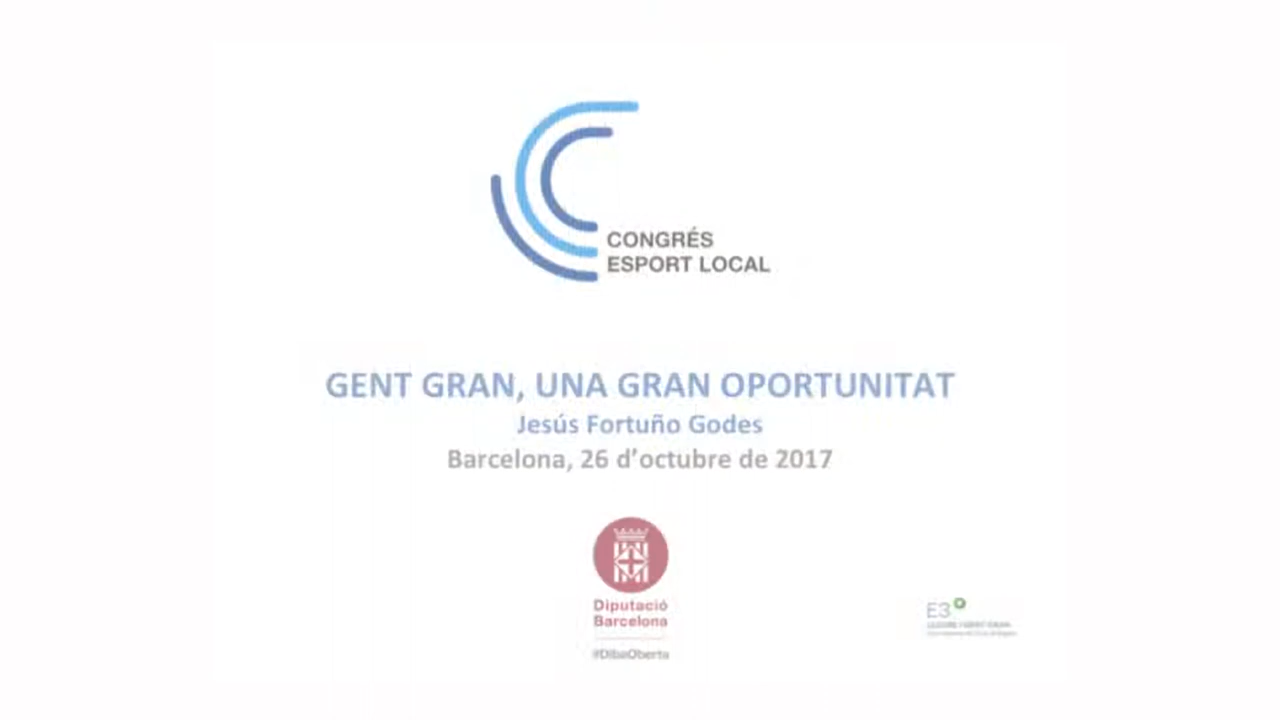 CONGRÉS
ESPORT LOCAL
GENT GRAN, UNA GRAN OPORTUNITAT
Jesús Fortuño Godes
Barcelona, 26 d’octubre de 2017
Diputació
Barcelona
#DibaOberta
E3